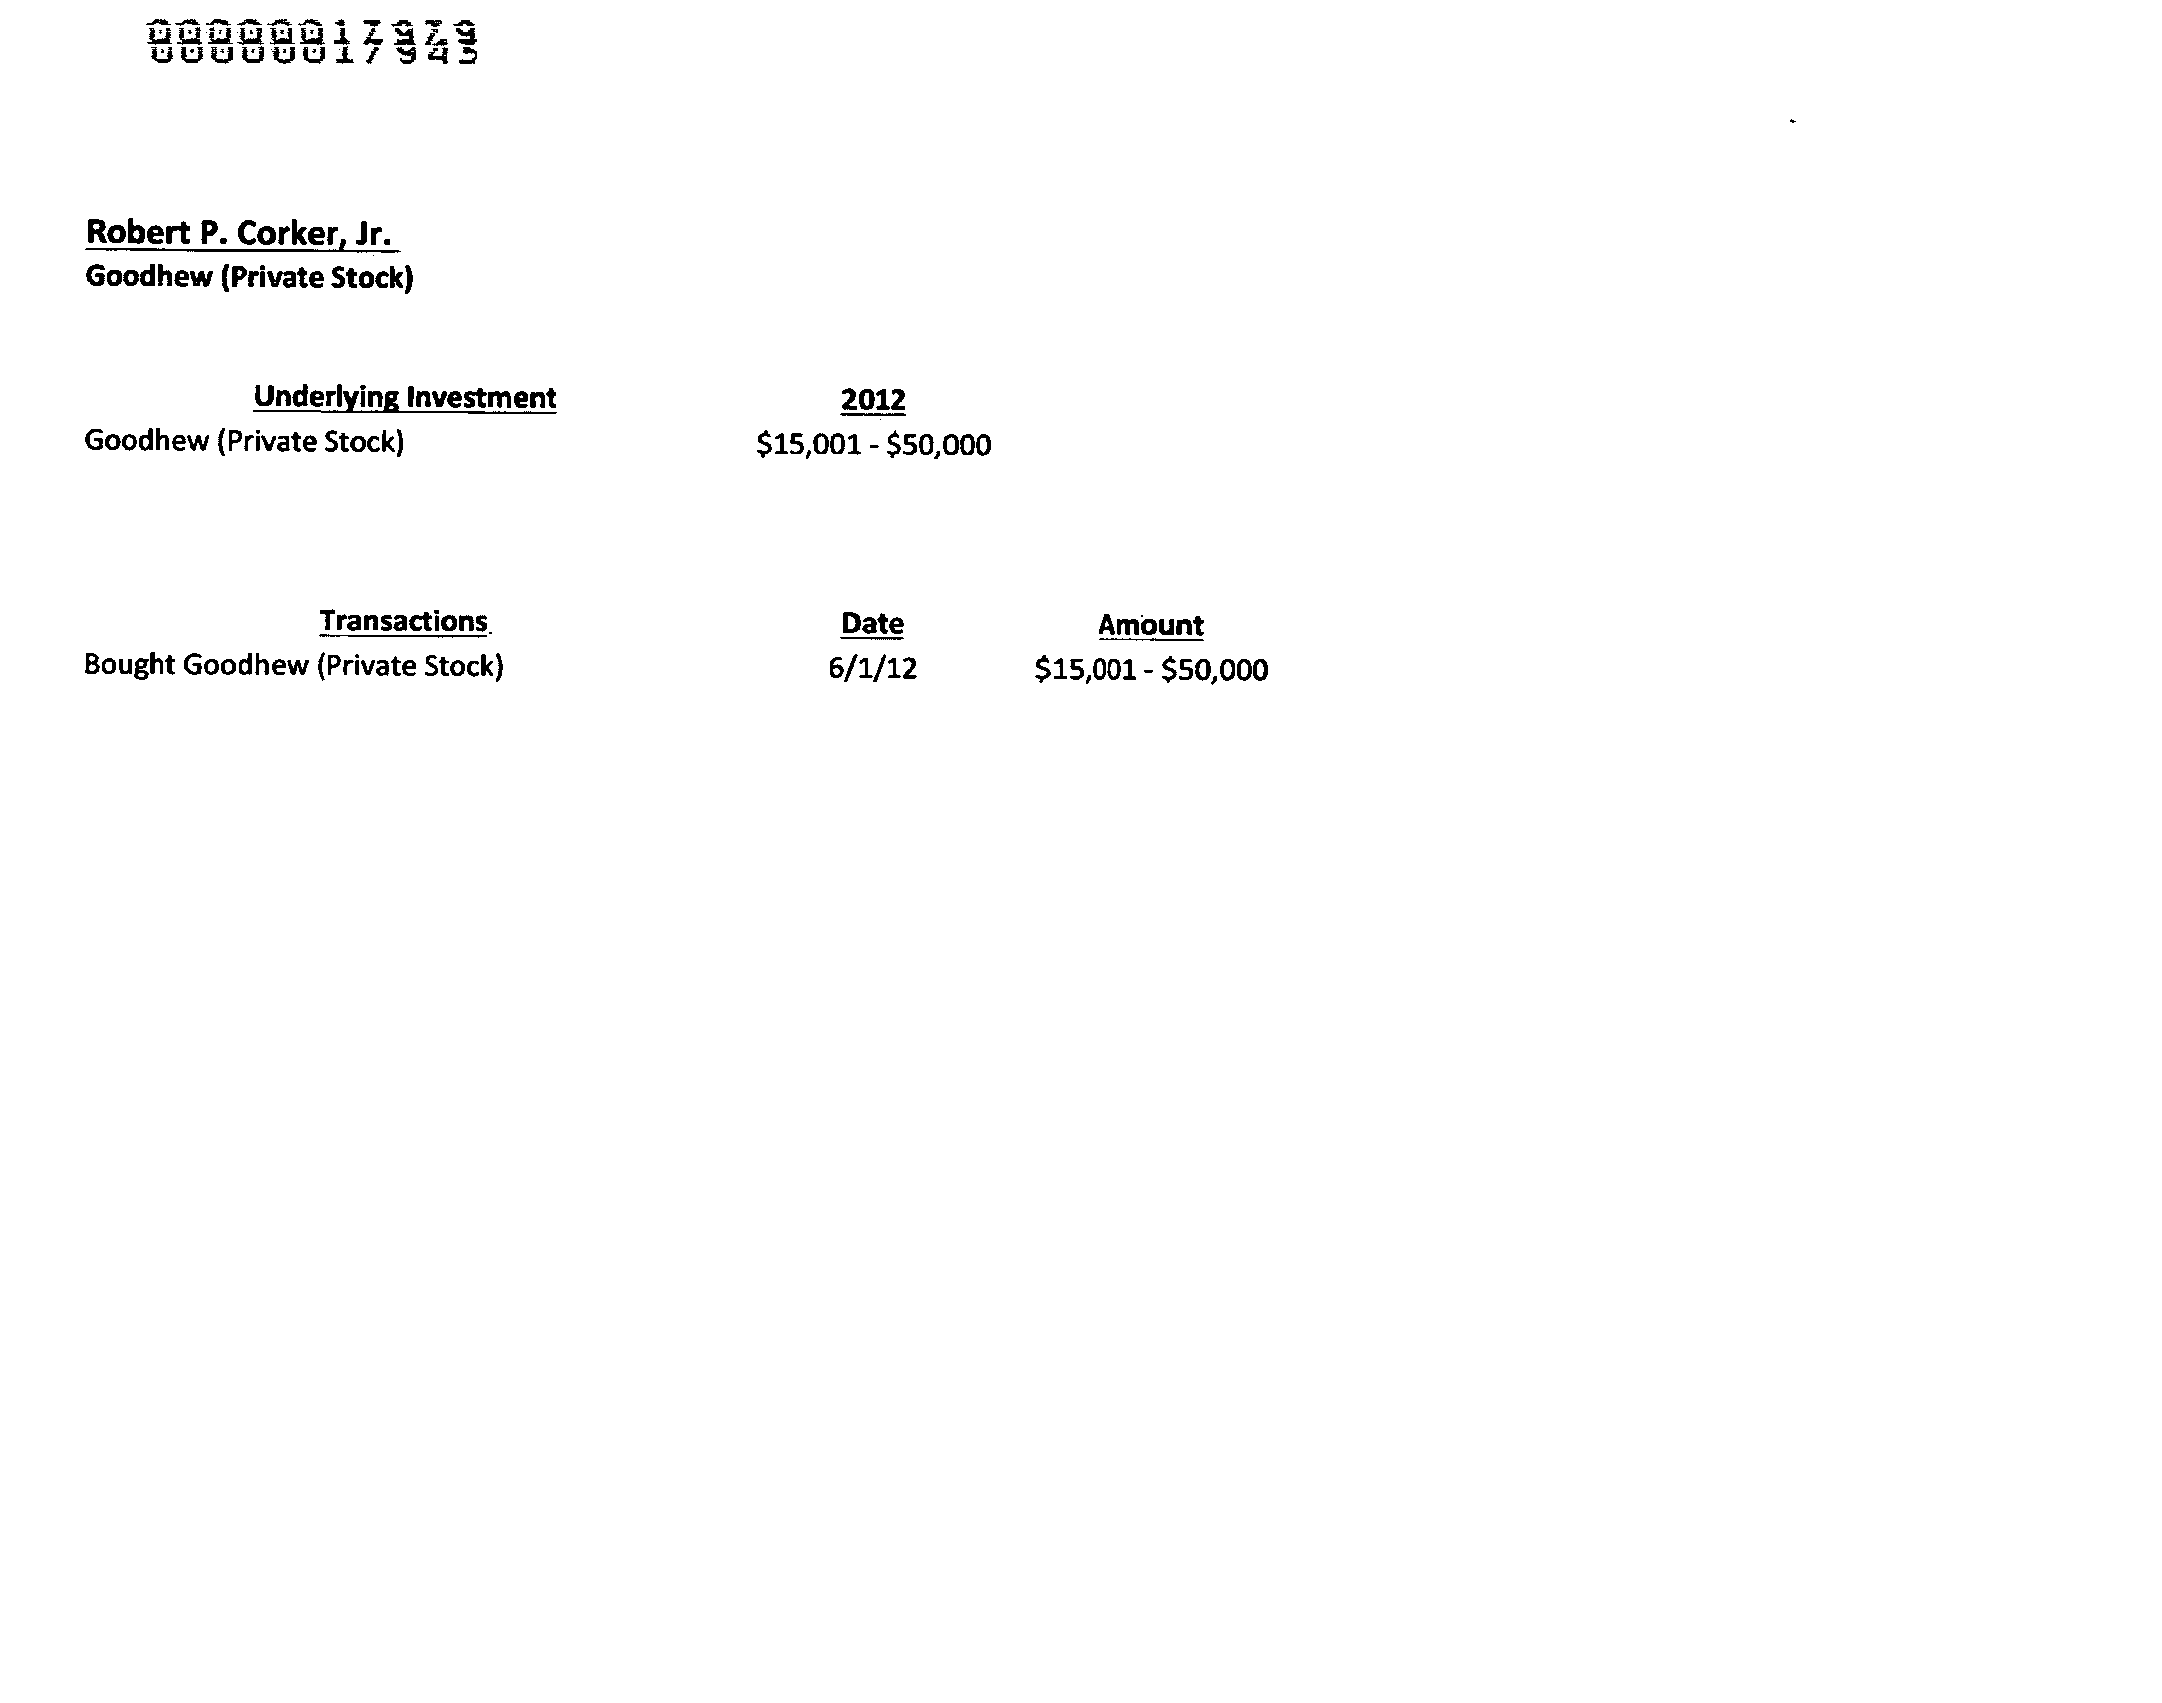 Robert P. Corker, Jr.
Goodhew (Private Stock)
Underlying Investment 2012
Goodhew (Private Stock) $15,001 - $50,000
Transactions Date Amount
Bought Goodhew (Private Stock) 6/1/12 $15,001 - $50,000